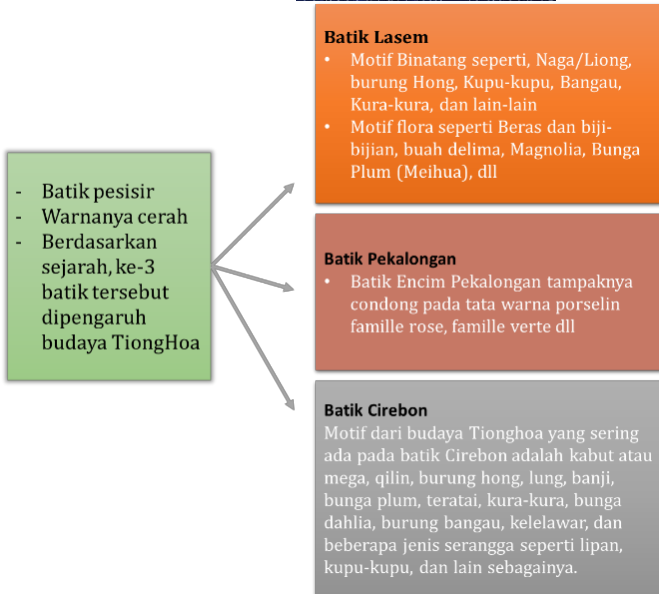 - Batik pesisir
- Warnanya cerah
- Berdasarkan
sejarah, ke-3
batik tersebut
dipengaruh
budaya TiongHoa
Batik Lasem
• Motif Binatang seperti, Naga/Liong,
burung Hong, Kupu-kupu, Bangau,
Kura-kura, dan lain-lain
• Motif flora seperti Beras dan biji-
bijian, buah delima, Magnolia, Bunga
Plum (Meihua), dll
Batik Pekalongan
• Batik Encim Pekalongan tampaknya
condong pada tata warna porselin
famille rose, famille verte dll
Batik Cirebon
Motif dari budaya Tionghoa yang sering
ada pada batik Cirebon adalah kabut atau
mega, qilin, burung hong, lung, banji,
bunga plum, teratai, kura-kura, bunga
dahlia, burung bangau, kelelawar, dan
beberapa jenis serangga seperti lipan,
kupu-kupu, dan lain sebagainya.